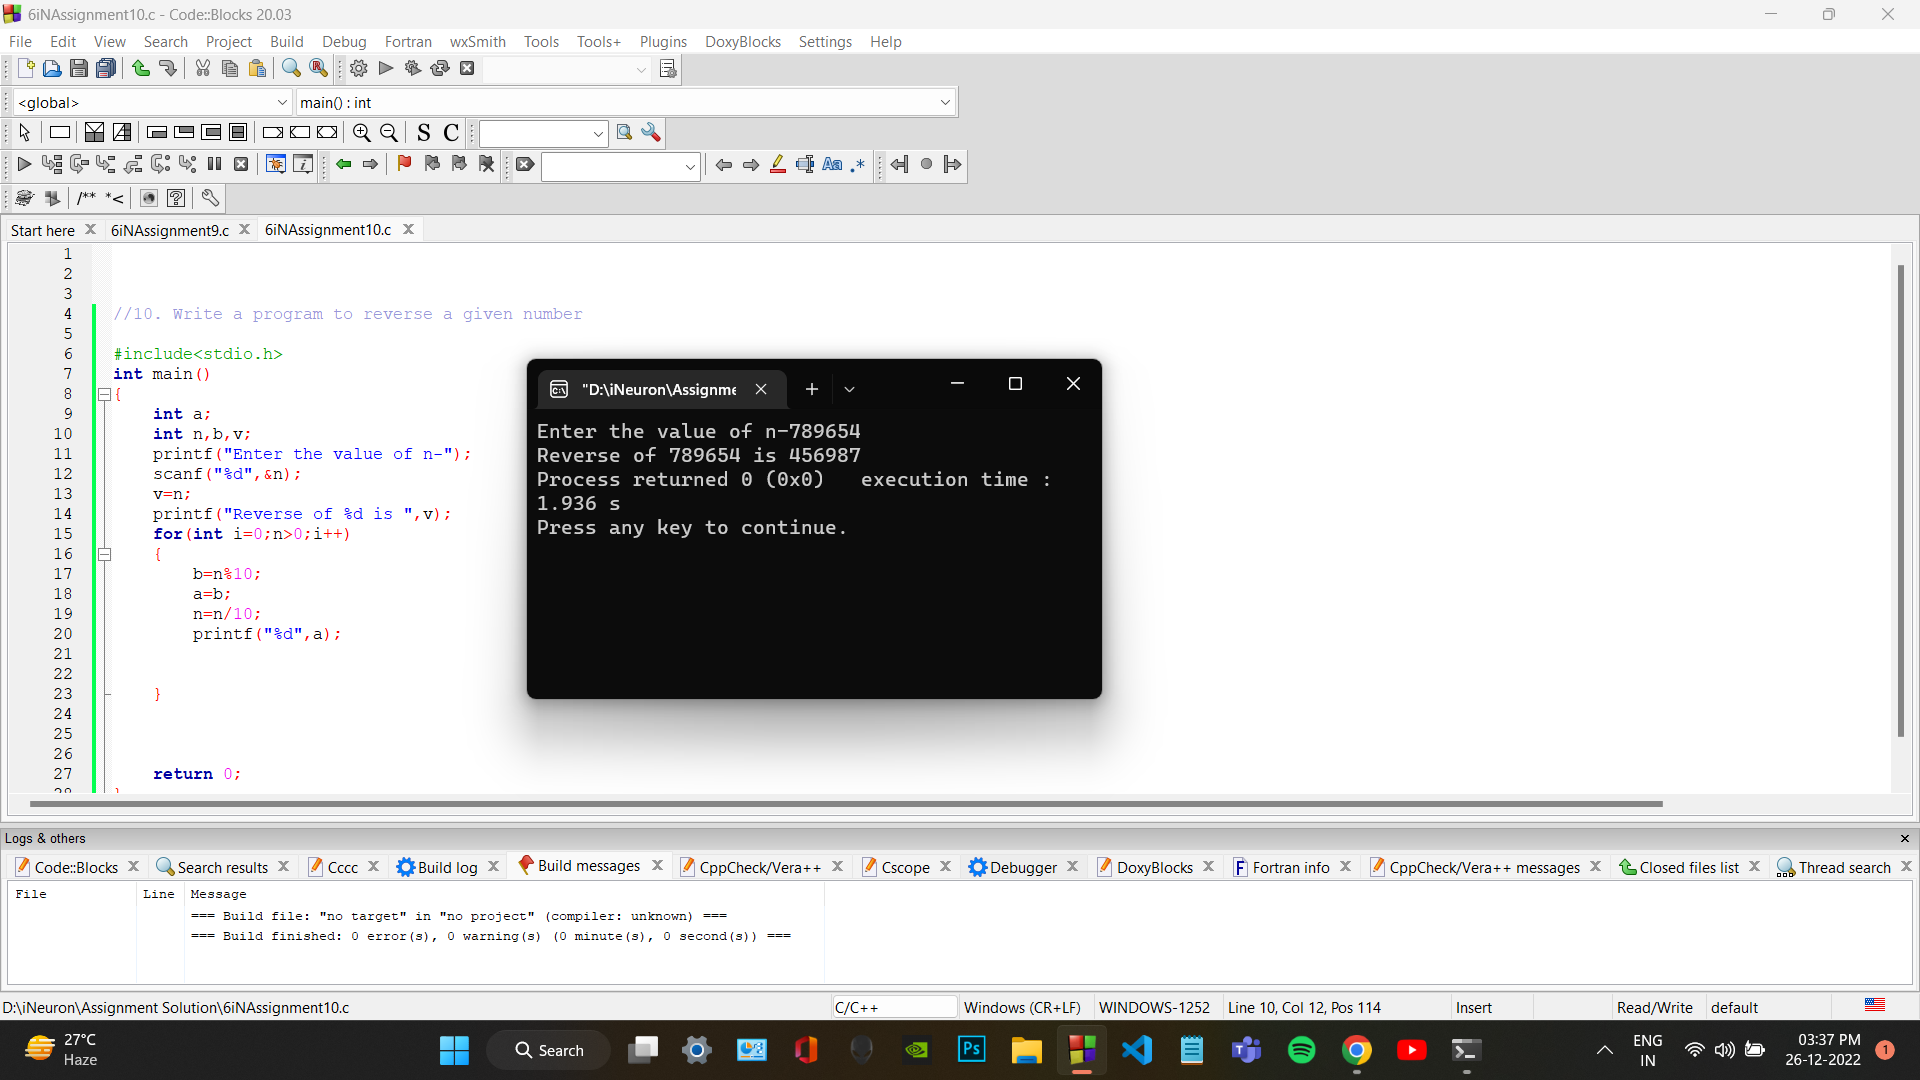 6iNAssignment10.c - Code::Blocks 20.03
File Edit View Search Project Build Debug Fortran wxSmith Tools Tools+ Plugins DoxyBlocks Settings Help
<global> main() : int
S C
Aa .*
/** *<
Start here 6iNAssignment9.c 6iNAssignment10.c
1
2
3
4 //10. Write a program to reverse a given number
5
6 #include<stdio.h>
7 int main()
8 {
9 int a;
10 int n,b,v;
11 printf("Enter the value of n-");
12 scanf("%d",&n);
13 v=n;
14 printf("Reverse of %d is ",v);
15 for(int i=0;n>0;i++)
16 {
17 b=n%10;
18 a=b;
19 n=n/10;
20 printf("%d",a);
21
22
23 }
24
25
26
27 return 0;
28 }
"D:\iNeuron\Assignme
Enter the value of n-789654
Reverse of 789654 is 456987
Process returned 0 (0x0) execution time :
1.936 s
Press any key to continue.
Logs & others
Code::Blocks Search results Cccc Build log Build messages CppCheck/Vera++ Cscope Debugger DoxyBlocks Fortran info CppCheck/Vera++ messages Closed files list Thread search
File Line Message
=== Build file: "no target" in "no project" (compiler: unknown) ===
=== Build finished: 0 error(s), 0 warning(s) (0 minute(s), 0 second(s)) ===
D:\iNeuron\Assignment Solution\6iNAssignment10.c C/C++ Windows (CR+LF) WINDOWS-1252 Line 10, Col 12, Pos 114 Insert Read/Write default
27°C
Haze
Search
Ps
ENG
IN
03:37 PM
26-12-2022
1